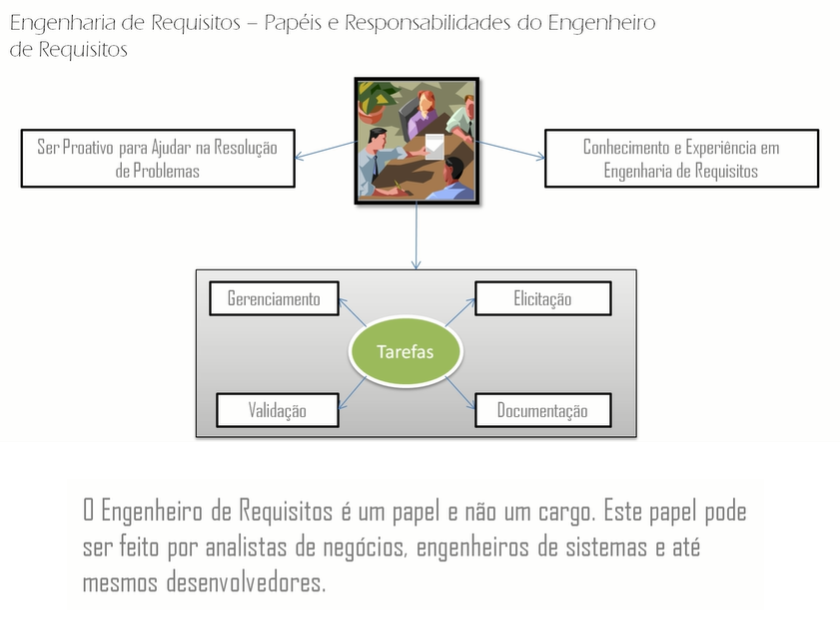 Engenharia de Requisitos – Papéis e Responsabilidades do Engenheiro
de Requisitos
Ser Proativo para Ajudar na Resolução
de Problemas
Conhecimento e Experiência em
Engenharia de Requisitos
Gerenciamento
Elicitação
Tarefas
Validação
Documentação
O Engenheiro de Requisitos é um papel e não um cargo. Este papel pode
ser feito por analistas de negócios, engenheiros de sistemas e até
mesmos desenvolvedores.